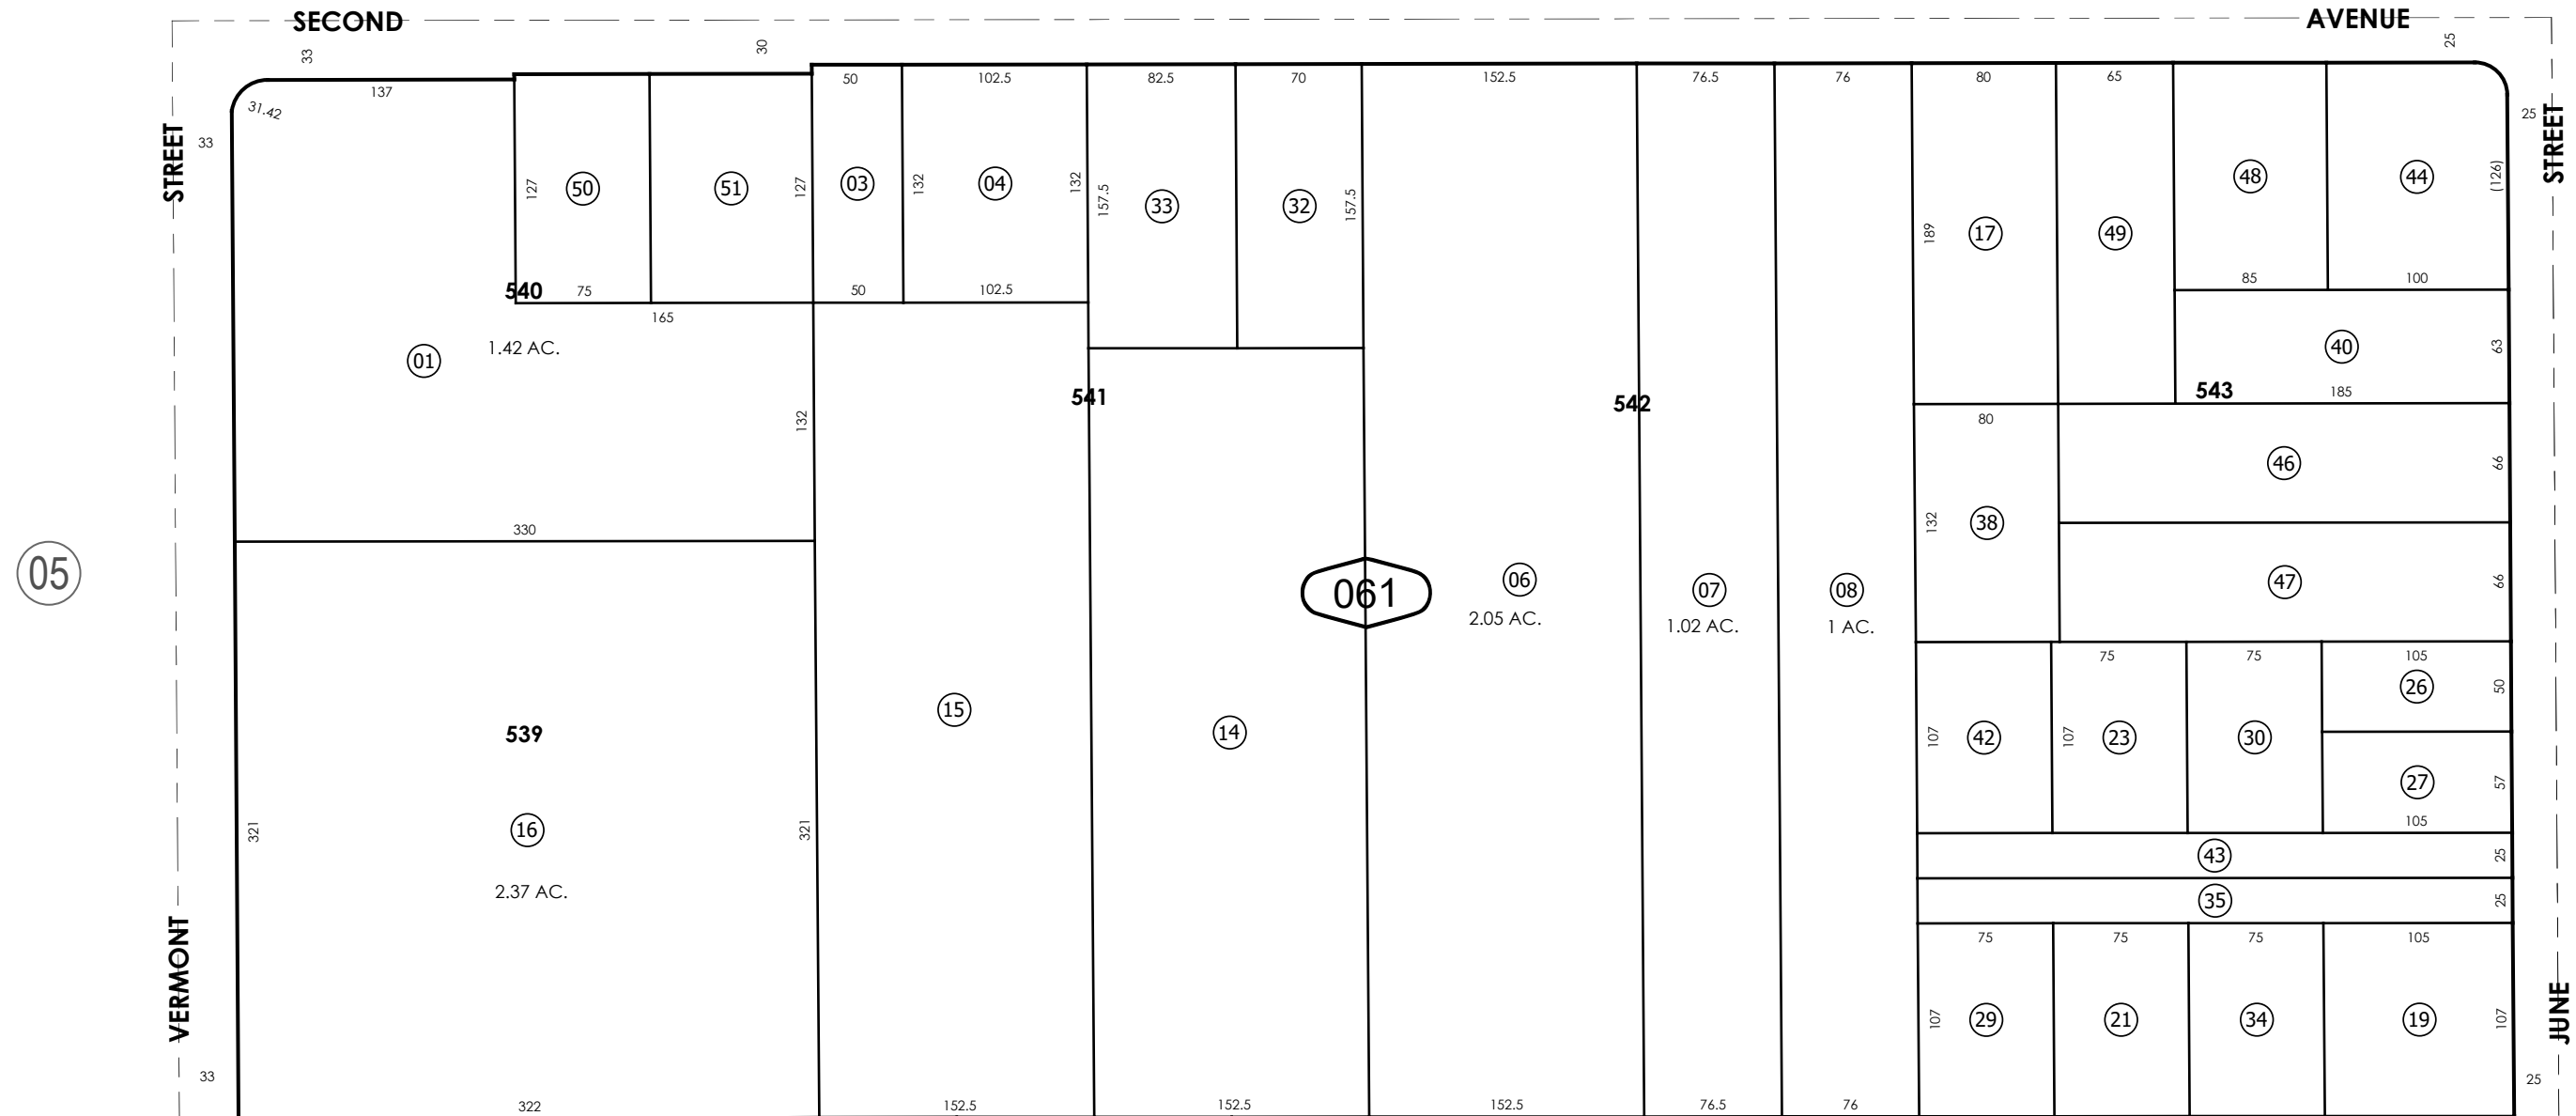 SECOND AVENUE
33 30 25
137 50 102.5 82.5 70 152.5 76.5 76 80 65
31.42
STREET 33 25 STREET
127 50 51 127 03 132 04 132 157.5 33 32 157.5 189 17 49 48 44 (126)
540 75 50 102.5 85 100
165
01 1.42 AC. 40 63
541 542 543 185
132 80
46 66
330 132 38
05 061 06 07 08 47 66
2.05 AC. 1.02 AC. 1 AC.
75 75 105
15 26 50
539 14 107 42 107 23 30
27 57
321 16 321 105
43 25
2.37 AC. 35 25
VERMONT 75 75 75 105
JUNE
107 29 21 34 19 107
33 25
322 152.5 152.5 152.5 76.5 76